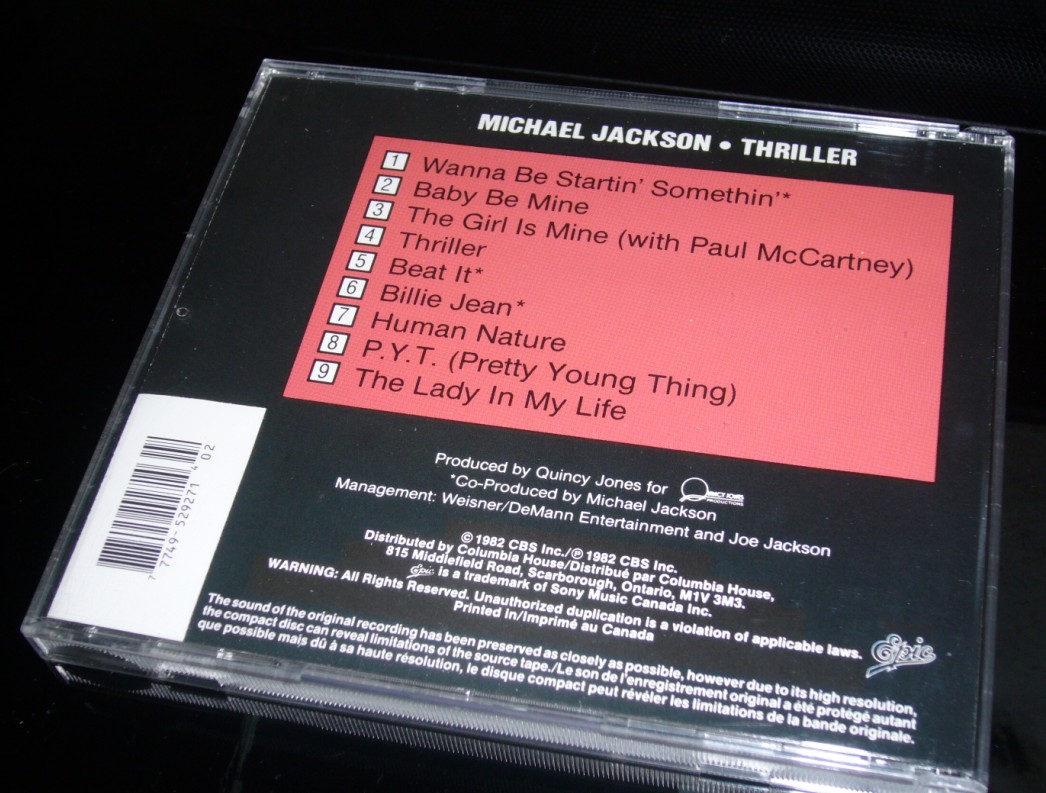 MICHAEL JACKSON • THRILLER
1 Wanna Be Startin' Somethin'*
2 Baby Be Mine
3 The Girl Is Mine (with Paul McCartney)
4 Thriller
5 Beat It*
6 Billie Jean*
7 Human Nature
8 P.Y.T. (Pretty Young Thing)
9 The Lady In My Life
Produced by Quincy Jones for QUINCY JONES PRODUCTIONS
*Co-Produced by Michael Jackson
Management: Weisner/DeMann Entertainment and Joe Jackson
© 1982 CBS Inc./℗ 1982 CBS Inc.
Distributed by Columbia House/Distribué par Columbia House,
815 Middlefield Road, Scarborough, Ontario, M1V 3M3.
Epic is a trademark of Sony Music Canada Inc.
WARNING: All Rights Reserved. Unauthorized duplication is a violation of applicable laws.
Printed in/Imprimé au Canada
Epic
The sound of the original recording has been preserved as closely as possible, however due to its high resolution,
the compact disc can reveal limitations of the source tape./Le son de l'enregistrement original a été protégé autant
que possible mais dû à sa haute résolution, le disque compact peut révéler les limitations de la bande originale.
7 7749-529271 4 02